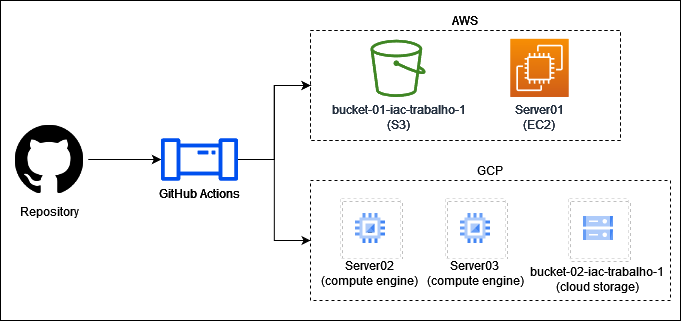 AWS
bucket-01-iac-trabalho-1
(S3)
Server01
(EC2)
Repository
GitHub Actions
GCP
Server02
(compute engine)
Server03
(compute engine)
bucket-02-iac-trabalho-1
(cloud storage)